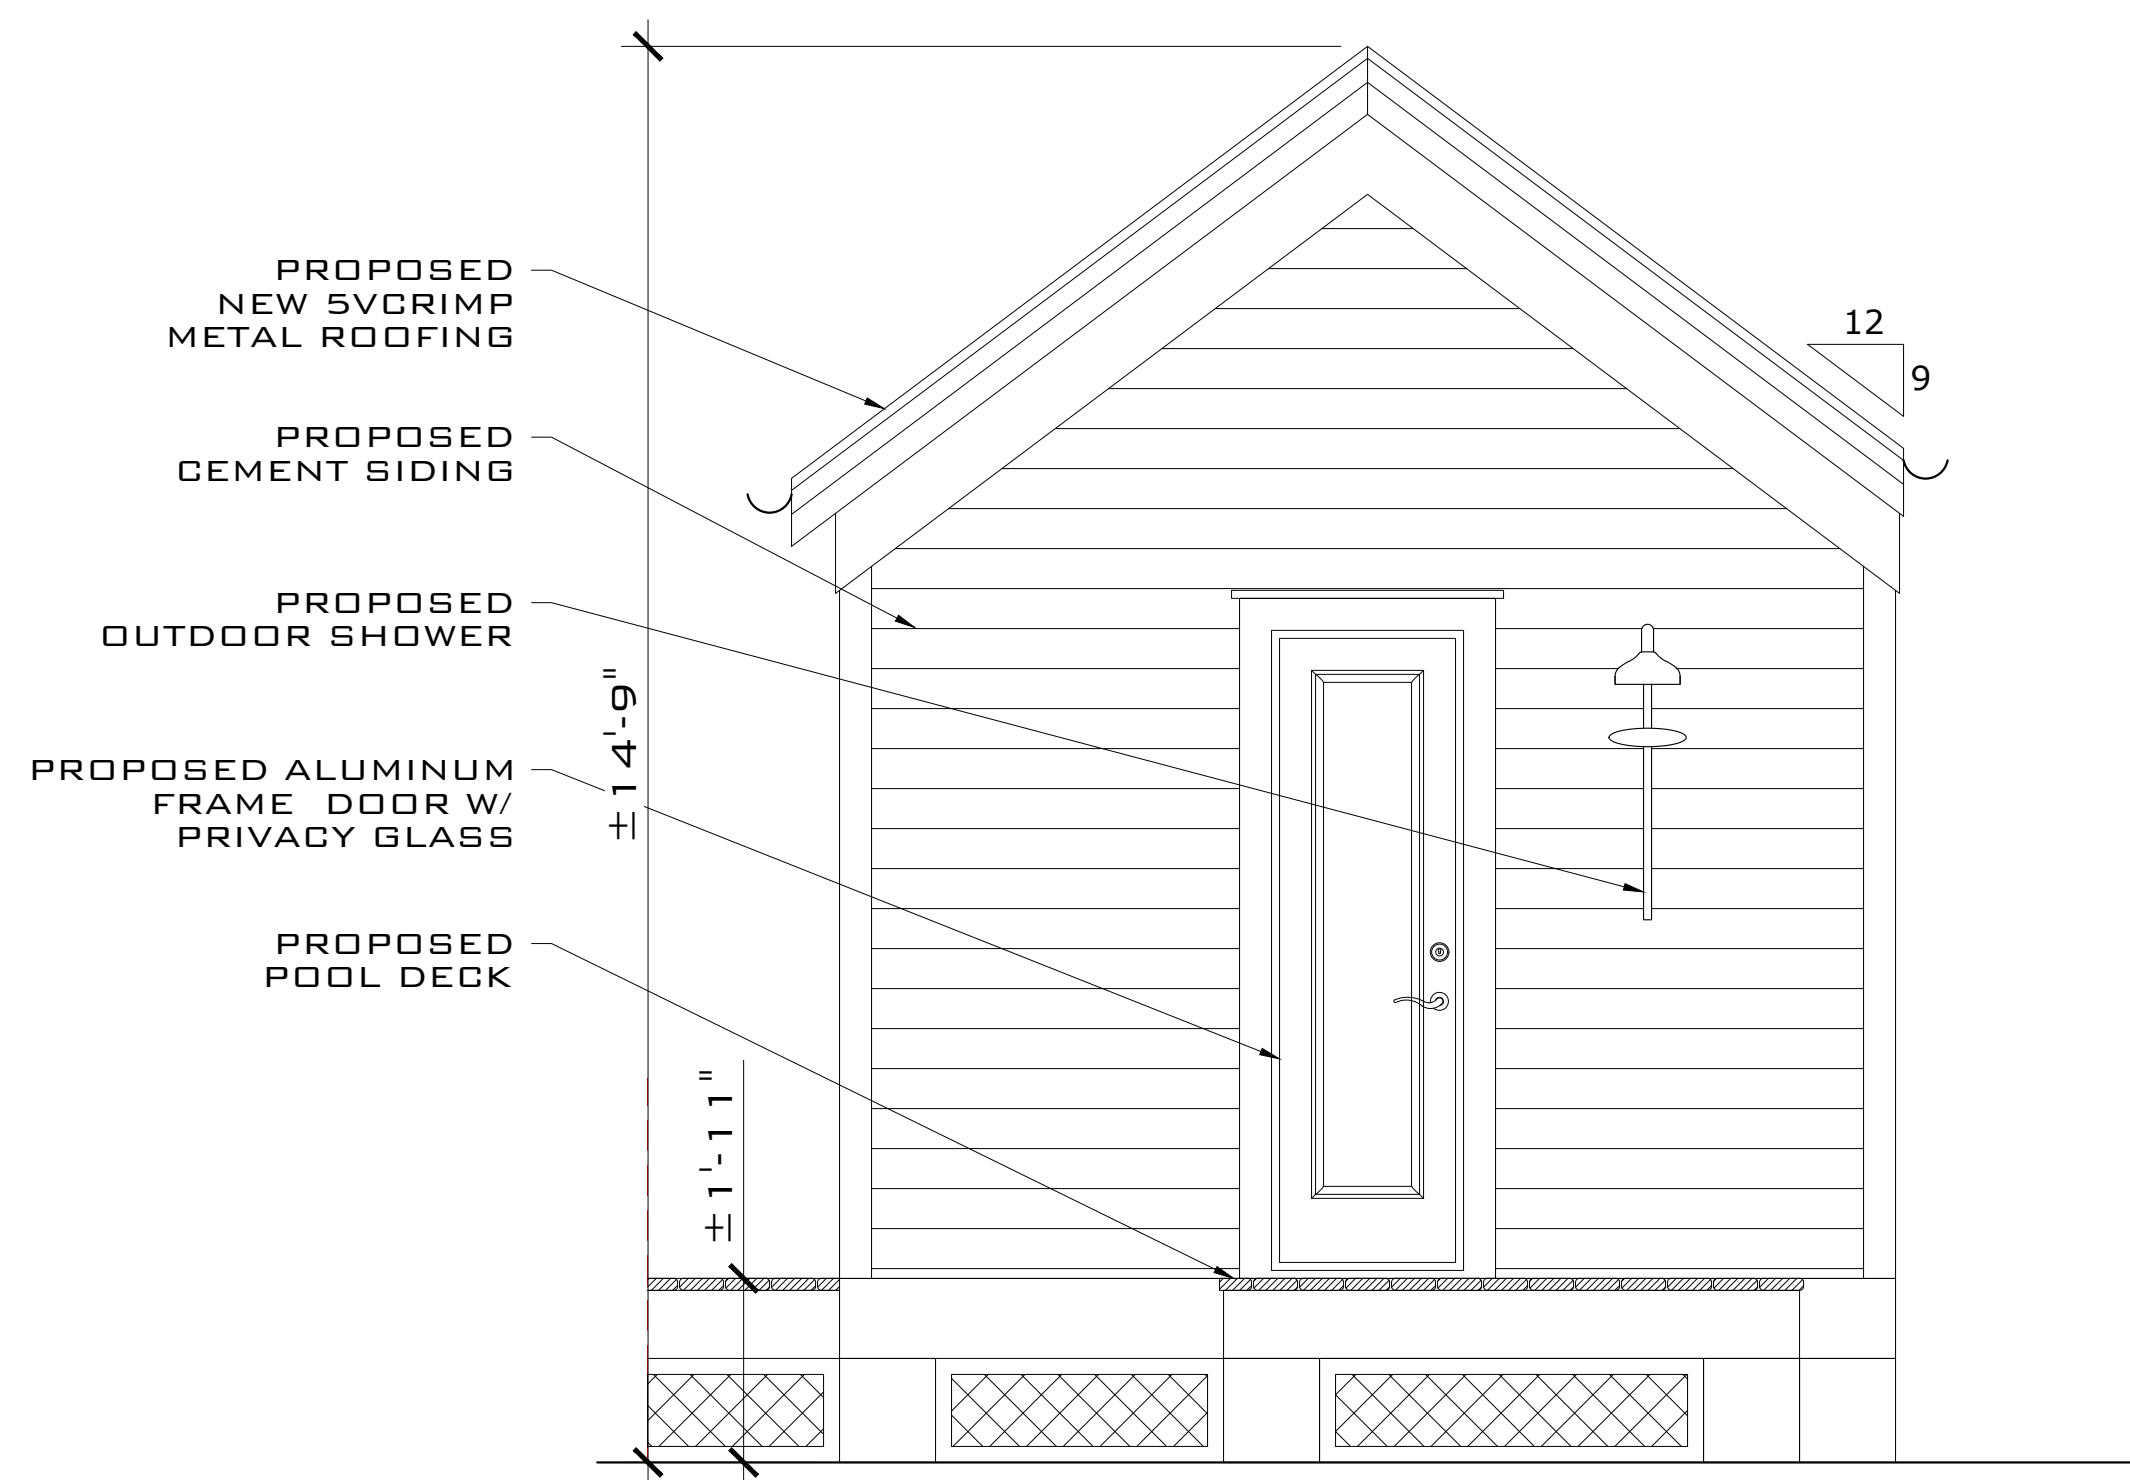 PROPOSED
NEW 5VCRIMP
METAL ROOFING
12
9
PROPOSED
CEMENT SIDING
PROPOSED
OUTDOOR SHOWER
±14'-9"
PROPOSED ALUMINUM
FRAME DOOR W/
PRIVACY GLASS
PROPOSED
POOL DECK
±1'-11"